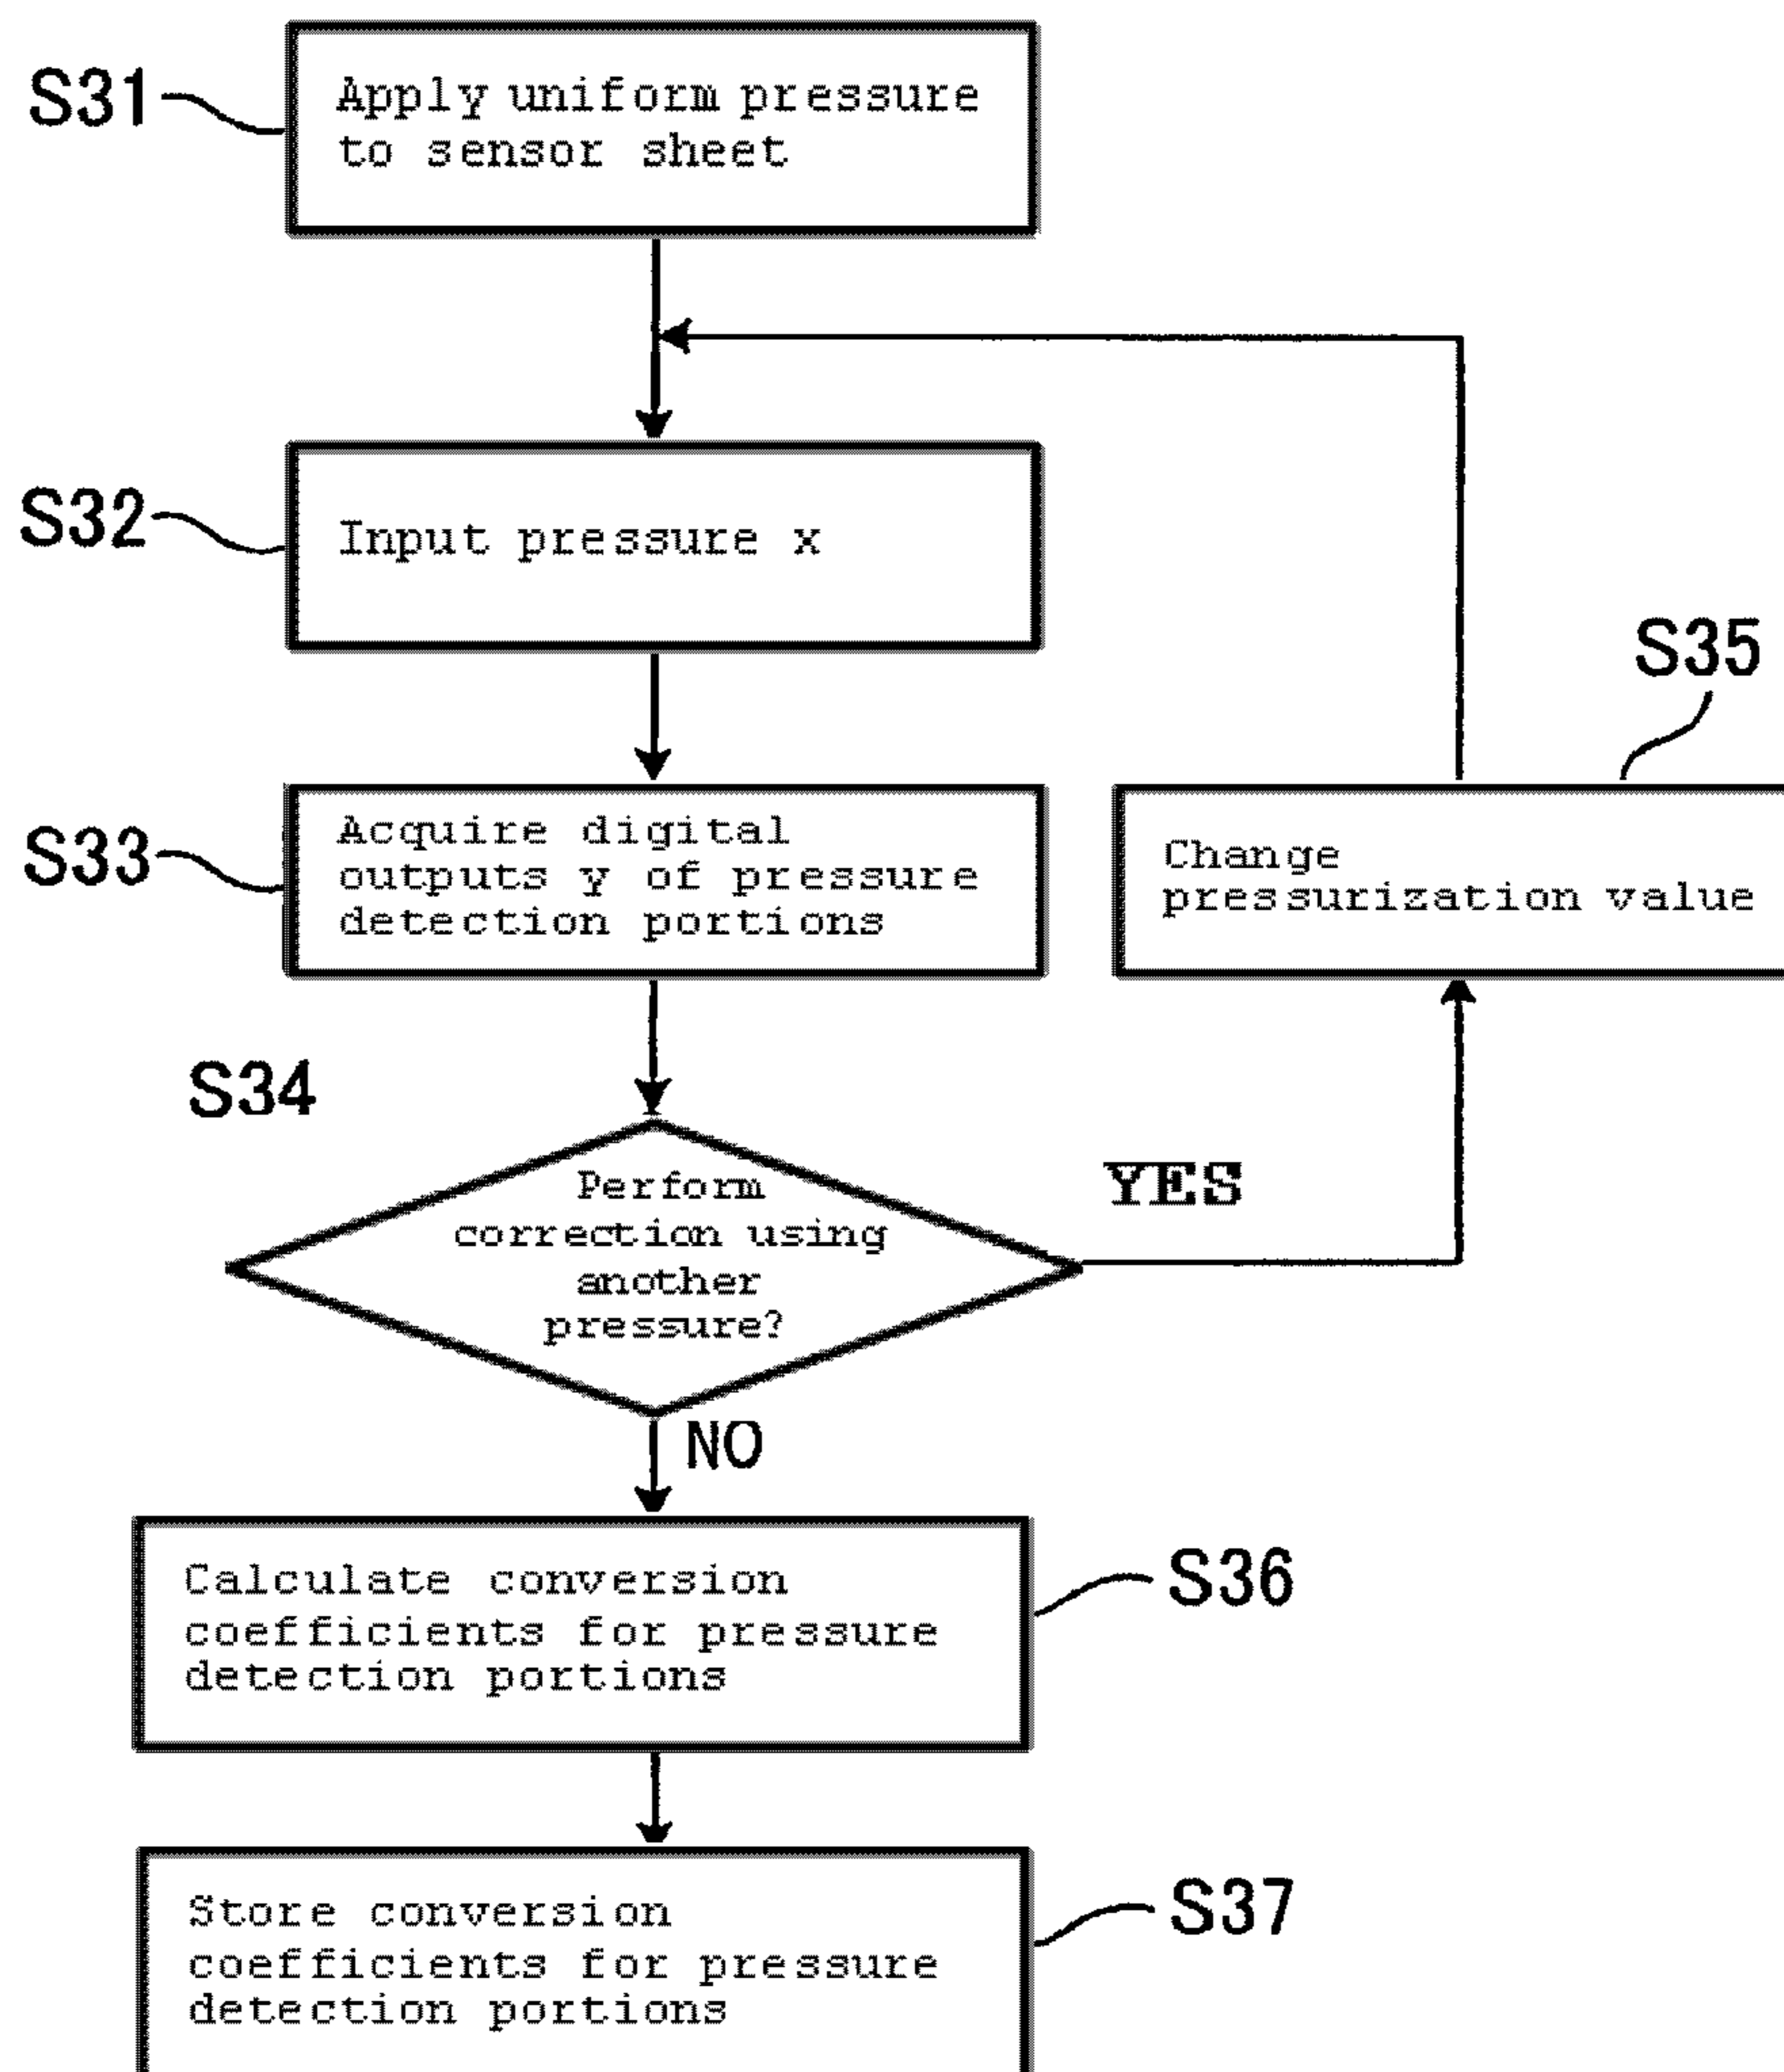 S31
Apply uniform pressure
to sensor sheet
S32
Input pressure x
S35
S33
Acquire digital
outputs y of pressure
detection portions
Change
pressurization value
S34
Perform
correction using
another
pressure?
YES
NO
Calculate conversion
coefficients for pressure
detection portions
S36
Store conversion
coefficients for pressure
detection portions
S37